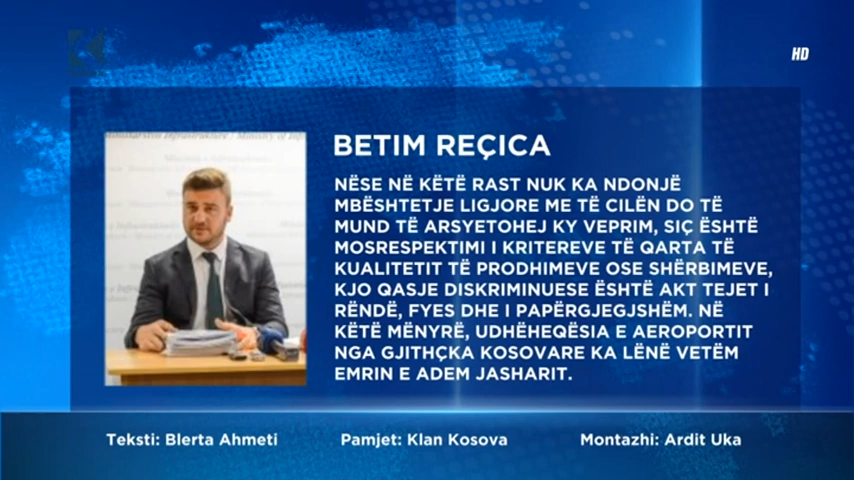 HD
BETIM REÇICA
NËSE NË KËTË RAST NUK KA NDONJË
MBËSHTETJE LIGJORE ME TË CILËN DO TË
MUND TË ARSYETOHEJ KY VEPRIM, SIÇ ËSHTË
MOSRESPEKTIMI I KRITEREVE TË QARTA TË
KUALITETIT TË PRODHIMEVE OSE SHËRBIMEVE,
KJO QASJE DISKRIMINUESE ËSHTË AKT TEJET I
RËNDË, FYES DHE I PAPËRGJEGJSHËM. NË
KËTË MËNYRË, UDHËHEQËSIA E AEROPORTIT
NGA GJITHÇKA KOSOVARE KA LËNË VETËM
EMRIN E ADEM JASHARIT.
Teksti: Blerta Ahmeti Pamjet: Klan Kosova Montazhi: Ardit Uka